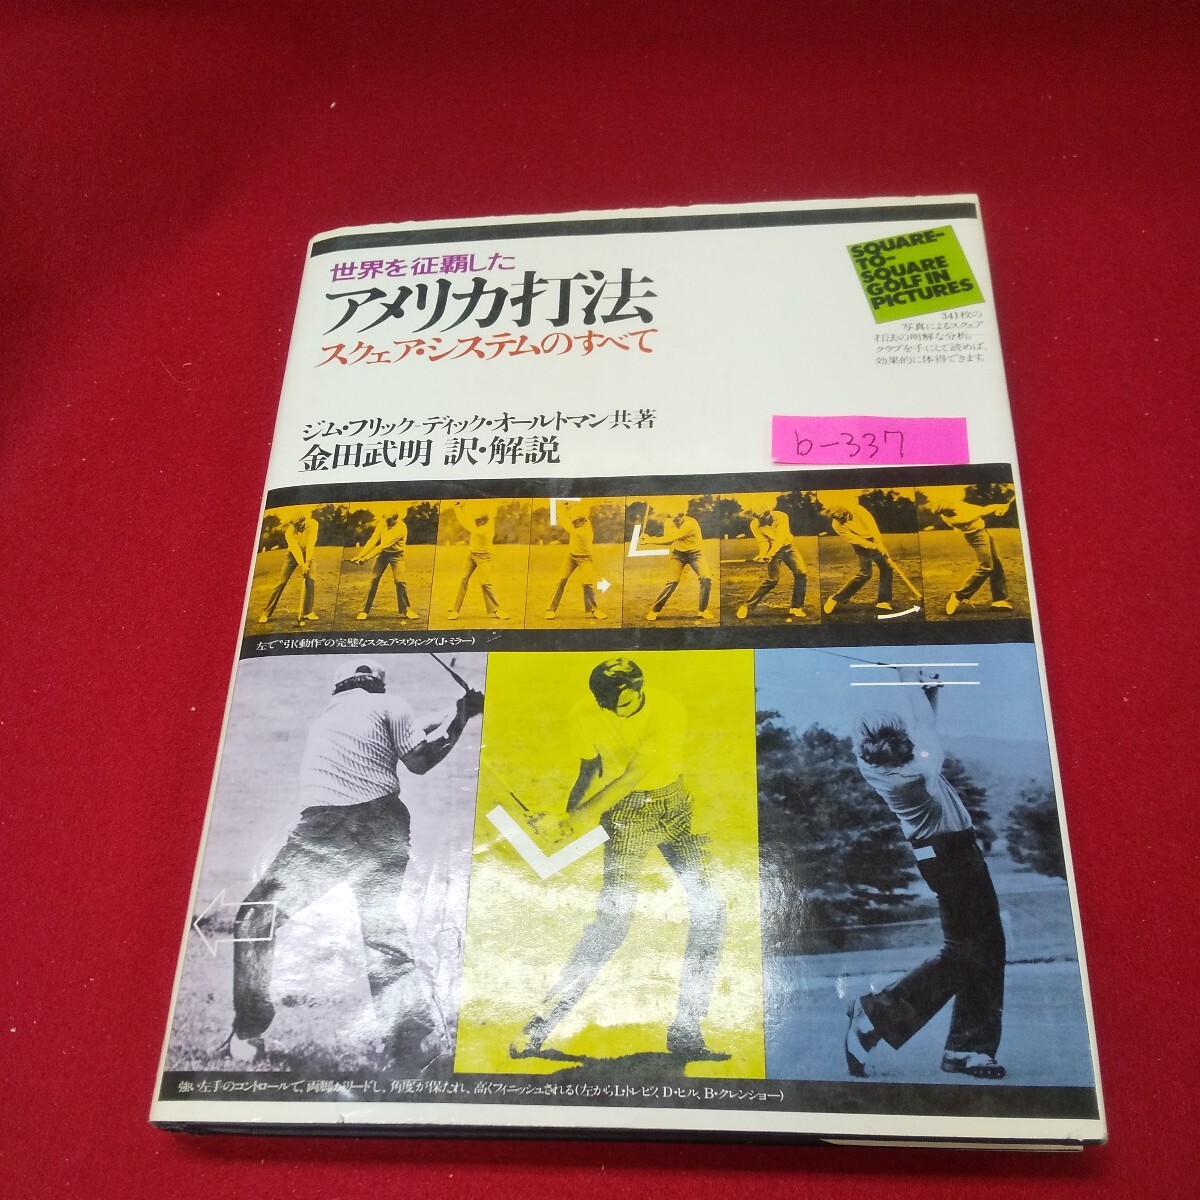 世界を征覇した
アメリカ打法
スクェア・システムのすべて
SQUARE-
TO-
SQUARE
GOLF IN
PICTURES
341枚の
写真によるスクェア
打法の明解な分析。
クラブを手にして読めば、
効果的に体得できます。
ジム・フリック=ディック・オールトマン共著
金田武明 訳・解説
b-337
左で“引く動作”の完璧なスクェア・スウィング(J・ミラー)
強い左手のコントロールで、両脚がリードし、角度が保たれ、高くフィニッシュされる(左からL・トレビノ、D・ヒル、B・クレンショー)